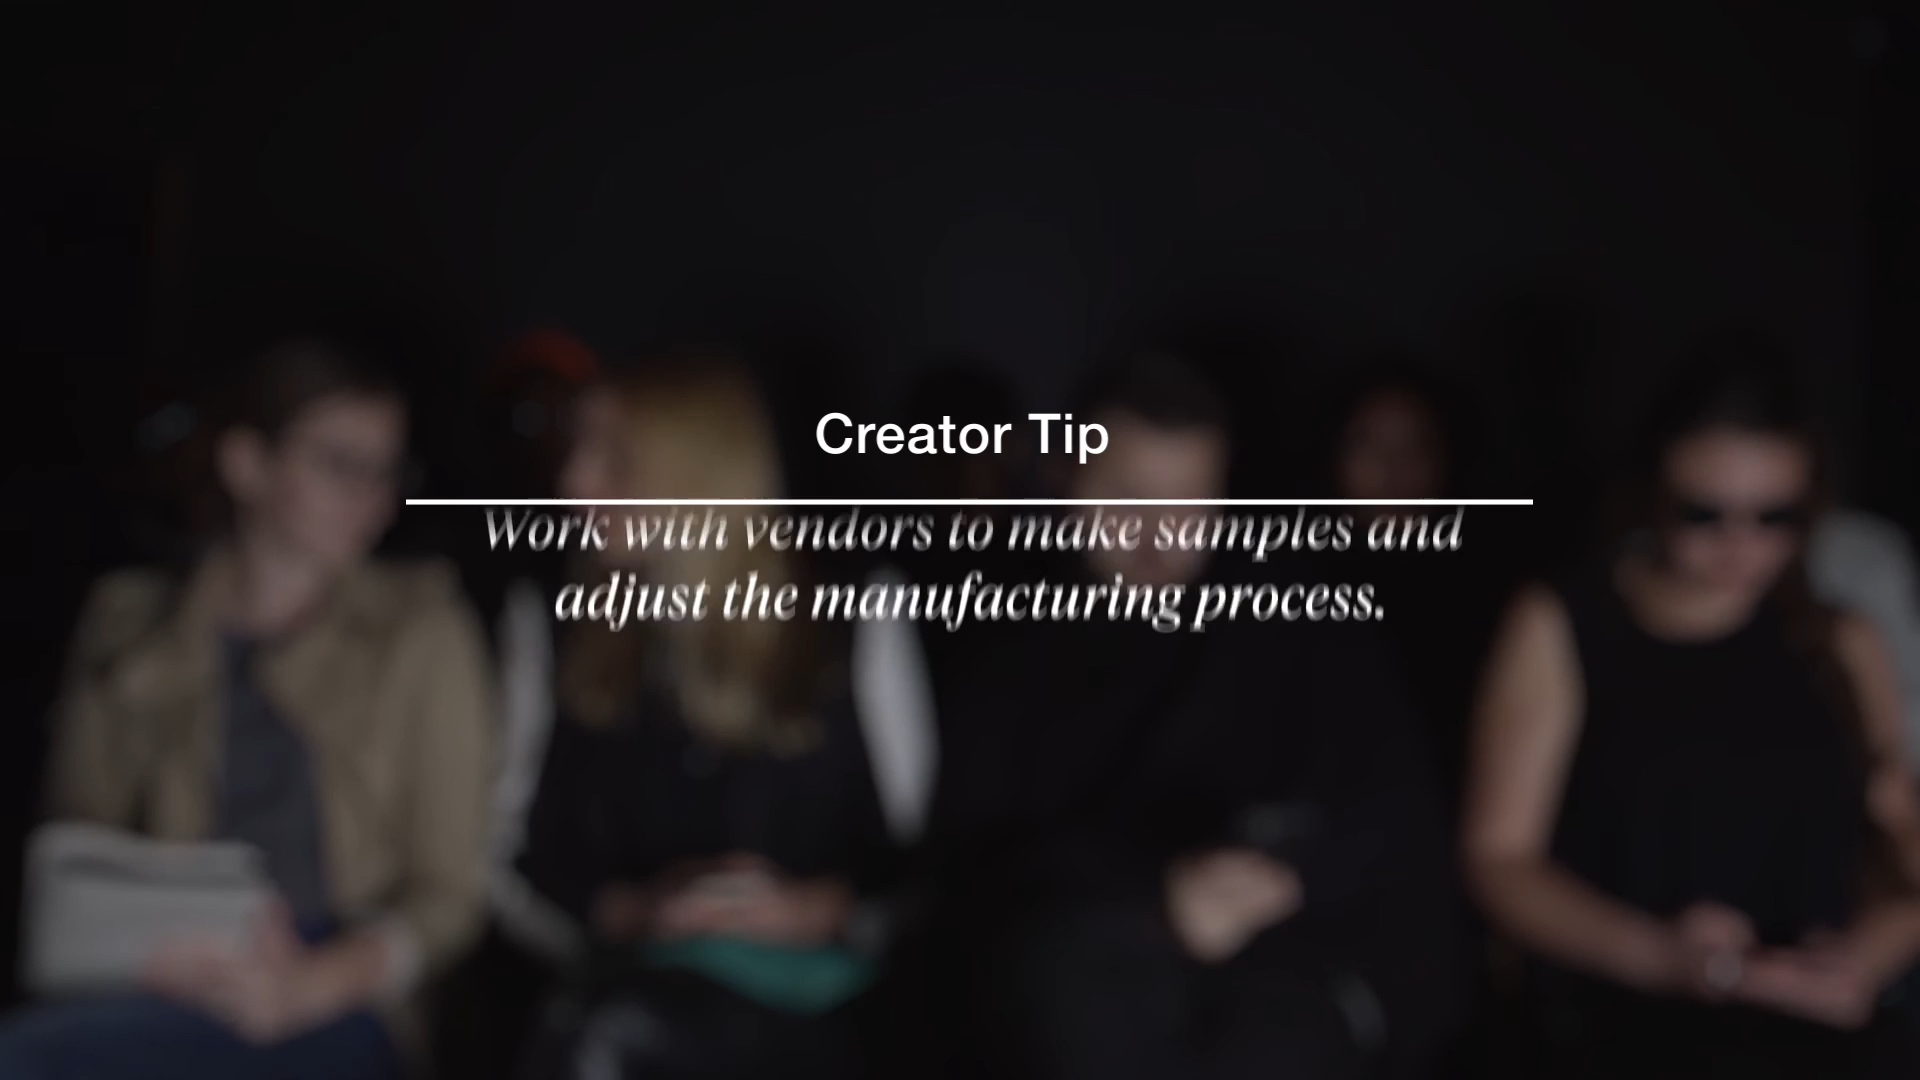 Creator Tip
Work with vendors to make samples and
adjust the manufacturing process.